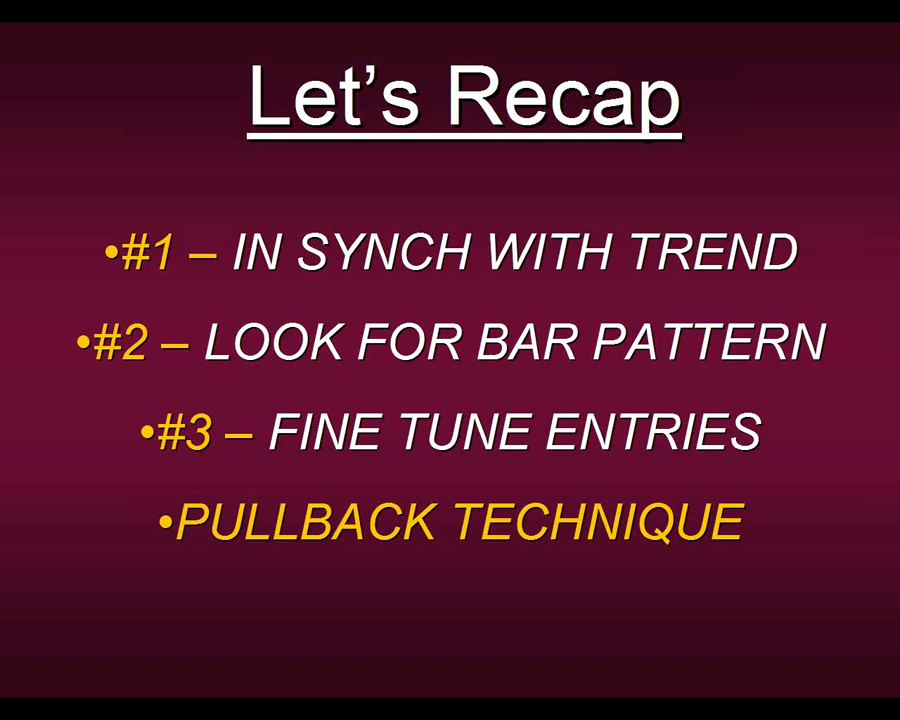 Let’s Recap
•#1 – IN SYNCH WITH TREND
•#2 – LOOK FOR BAR PATTERN
•#3 – FINE TUNE ENTRIES
•PULLBACK TECHNIQUE